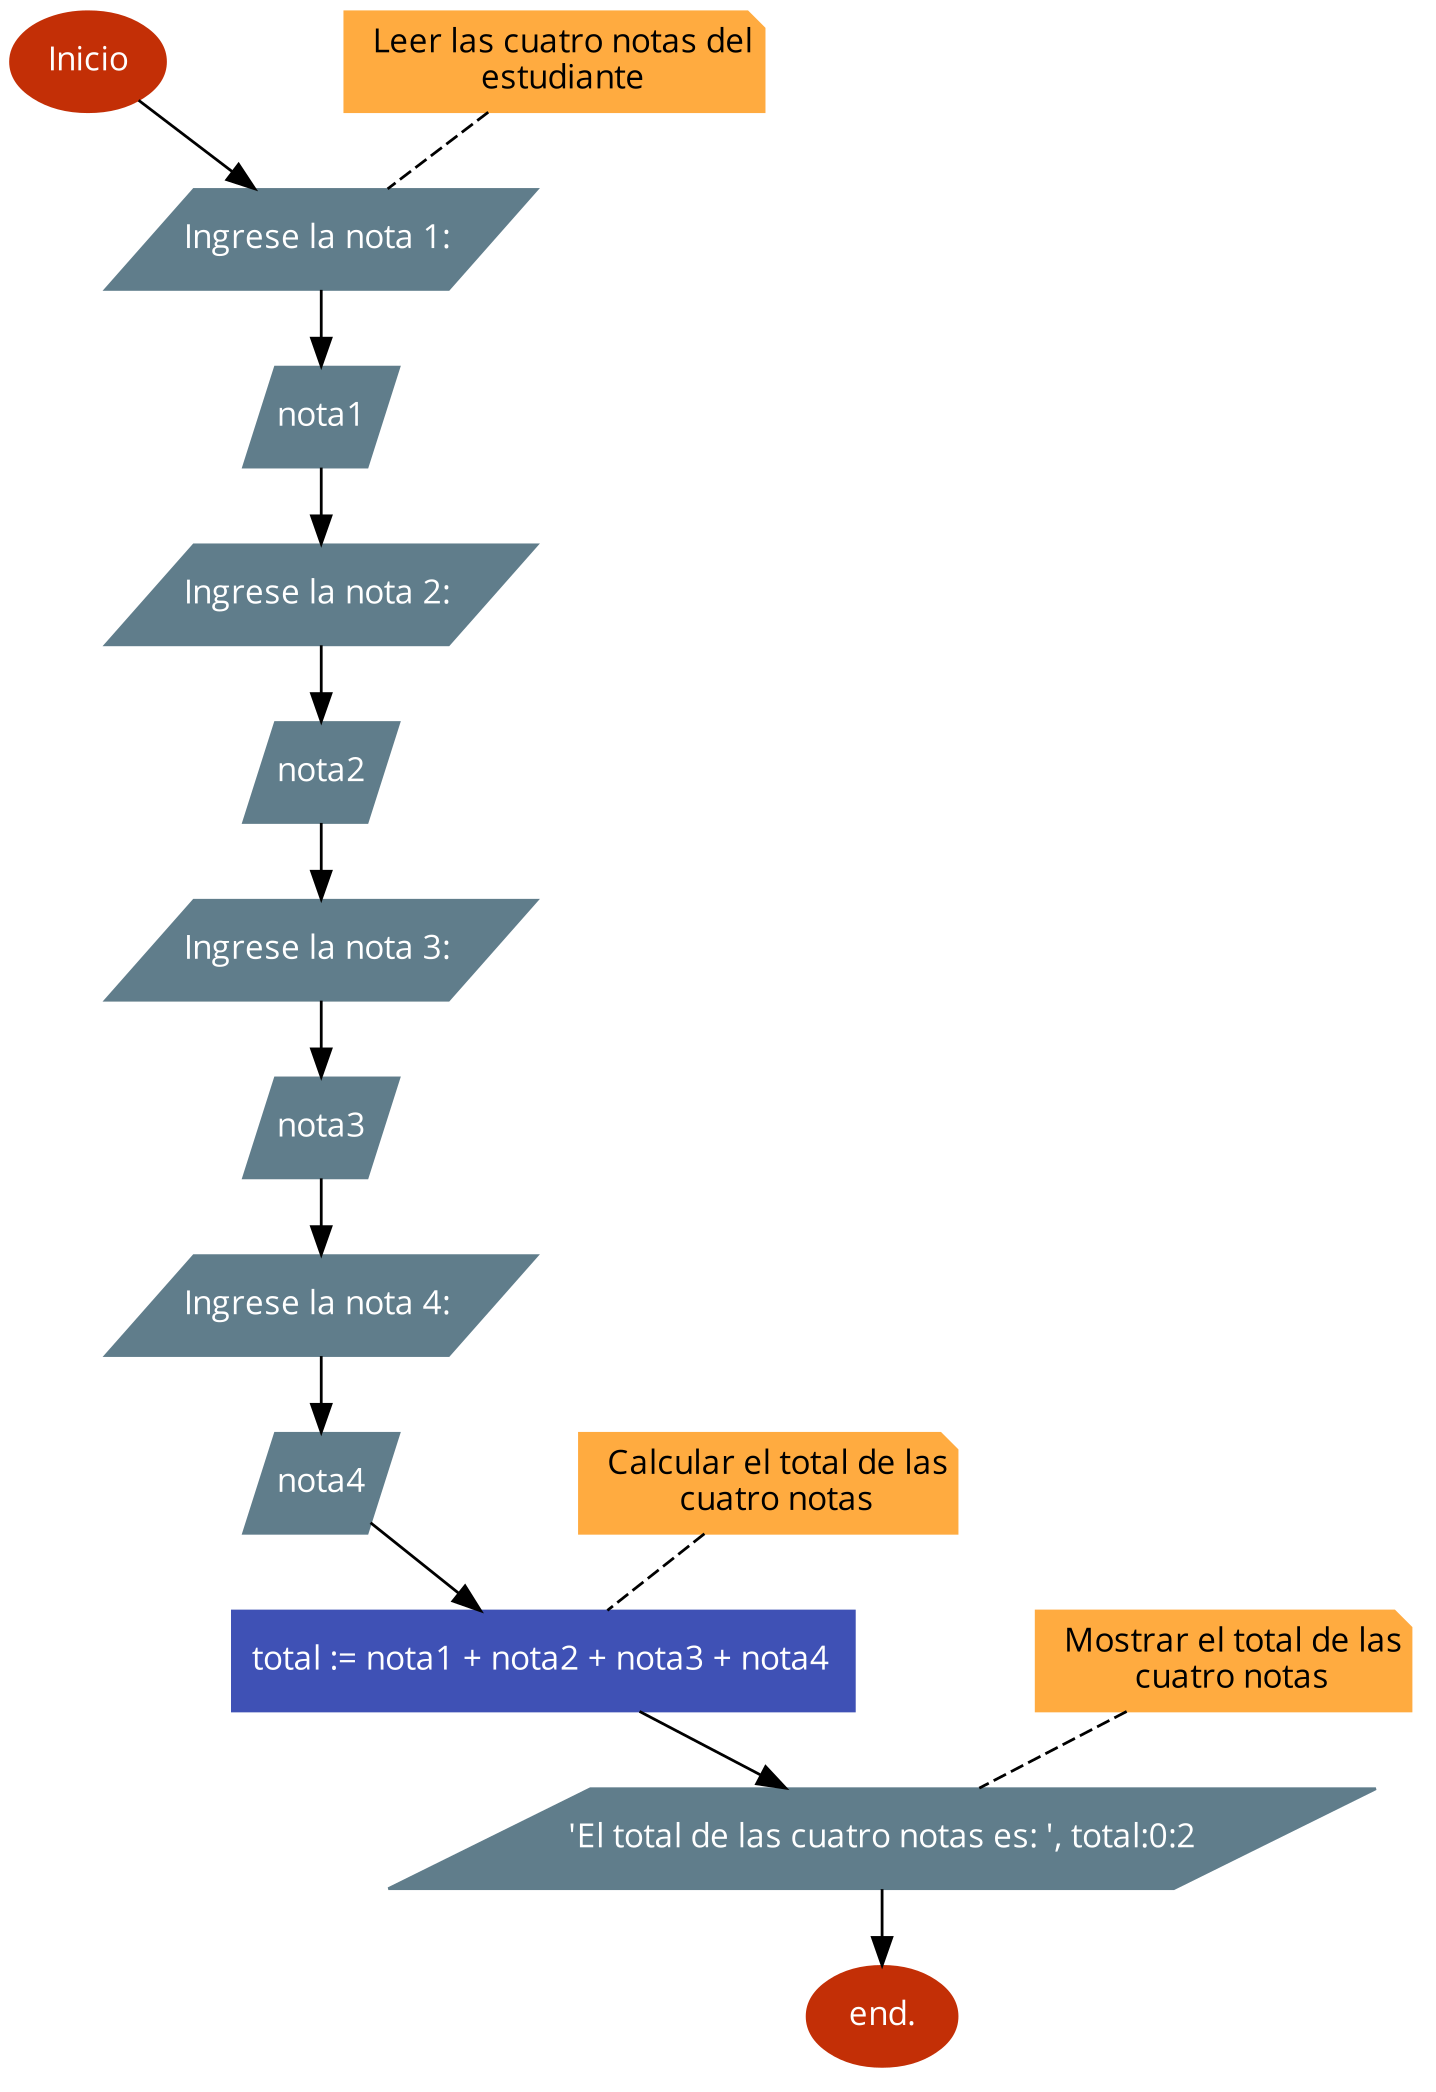 Inicio
Leer las cuatro notas del
estudiante
Ingrese la nota 1:
nota1
Ingrese la nota 2:
nota2
Ingrese la nota 3:
nota3
Ingrese la nota 4:
nota4
Calcular el total de las
cuatro notas
total := nota1 + nota2 + nota3 + nota4
Mostrar el total de las
cuatro notas
'El total de las cuatro notas es: ', total:0:2
end.